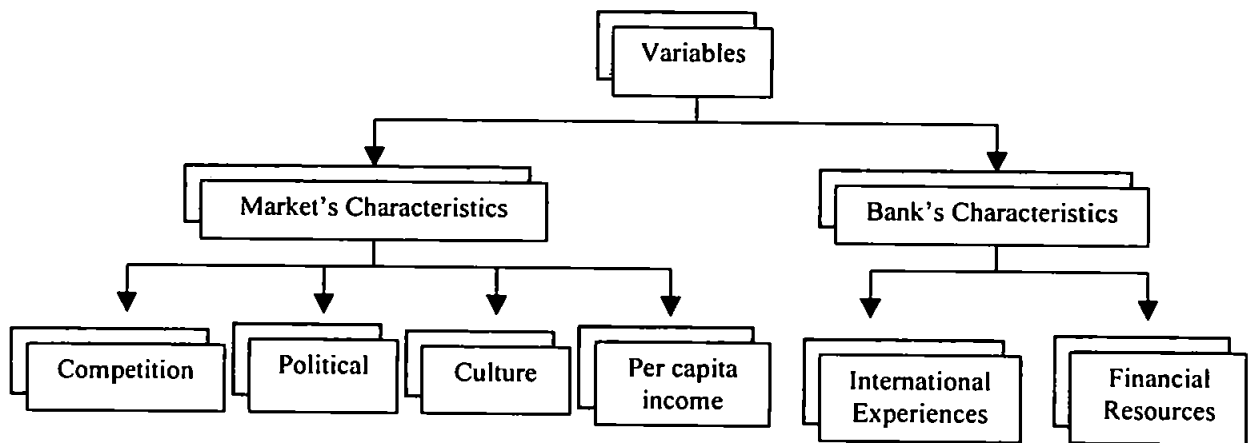 Variables
Market's Characteristics
Bank's Characteristics
Competition
Political
Culture
Per capita
income
International
Experiences
Financial
Resources